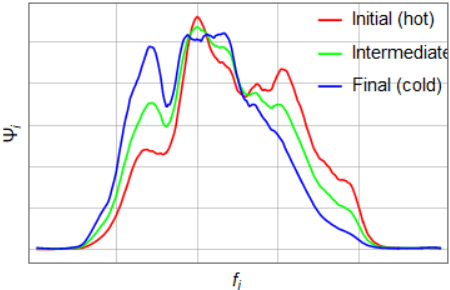 Initial (hot)
Intermediate
Final (cold)
Ψi
fi